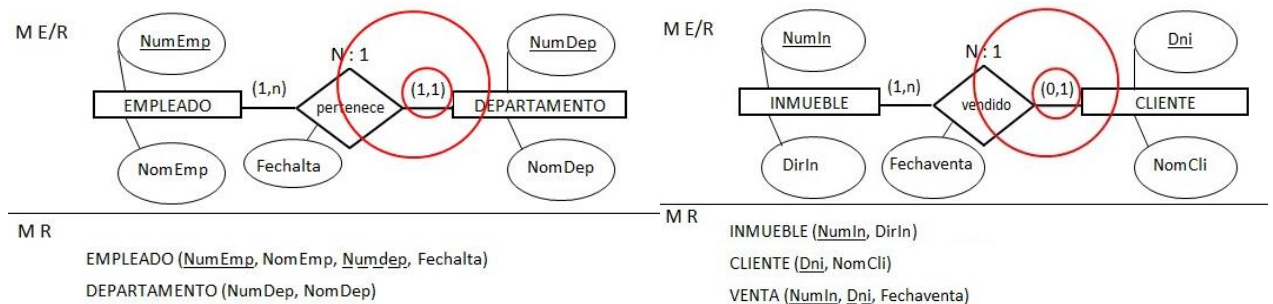 M E/R
NumEmp
NumDep
N : 1
(1,n)
(1,1)
EMPLEADO
pertenece
DEPARTAMENTO
Fechalta
NomEmp
NomDep
M R
EMPLEADO (NumEmp, NomEmp, Numdep, Fechalta)
DEPARTAMENTO (NumDep, NomDep)
M E/R
NumIn
Dni
N : 1
(1,n)
(0,1)
INMUEBLE
vendido
CLIENTE
DirIn
Fechaventa
NomCli
M R
INMUEBLE (NumIn, DirIn)
CLIENTE (Dni, NomCli)
VENTA (NumIn, Dni, Fechaventa)